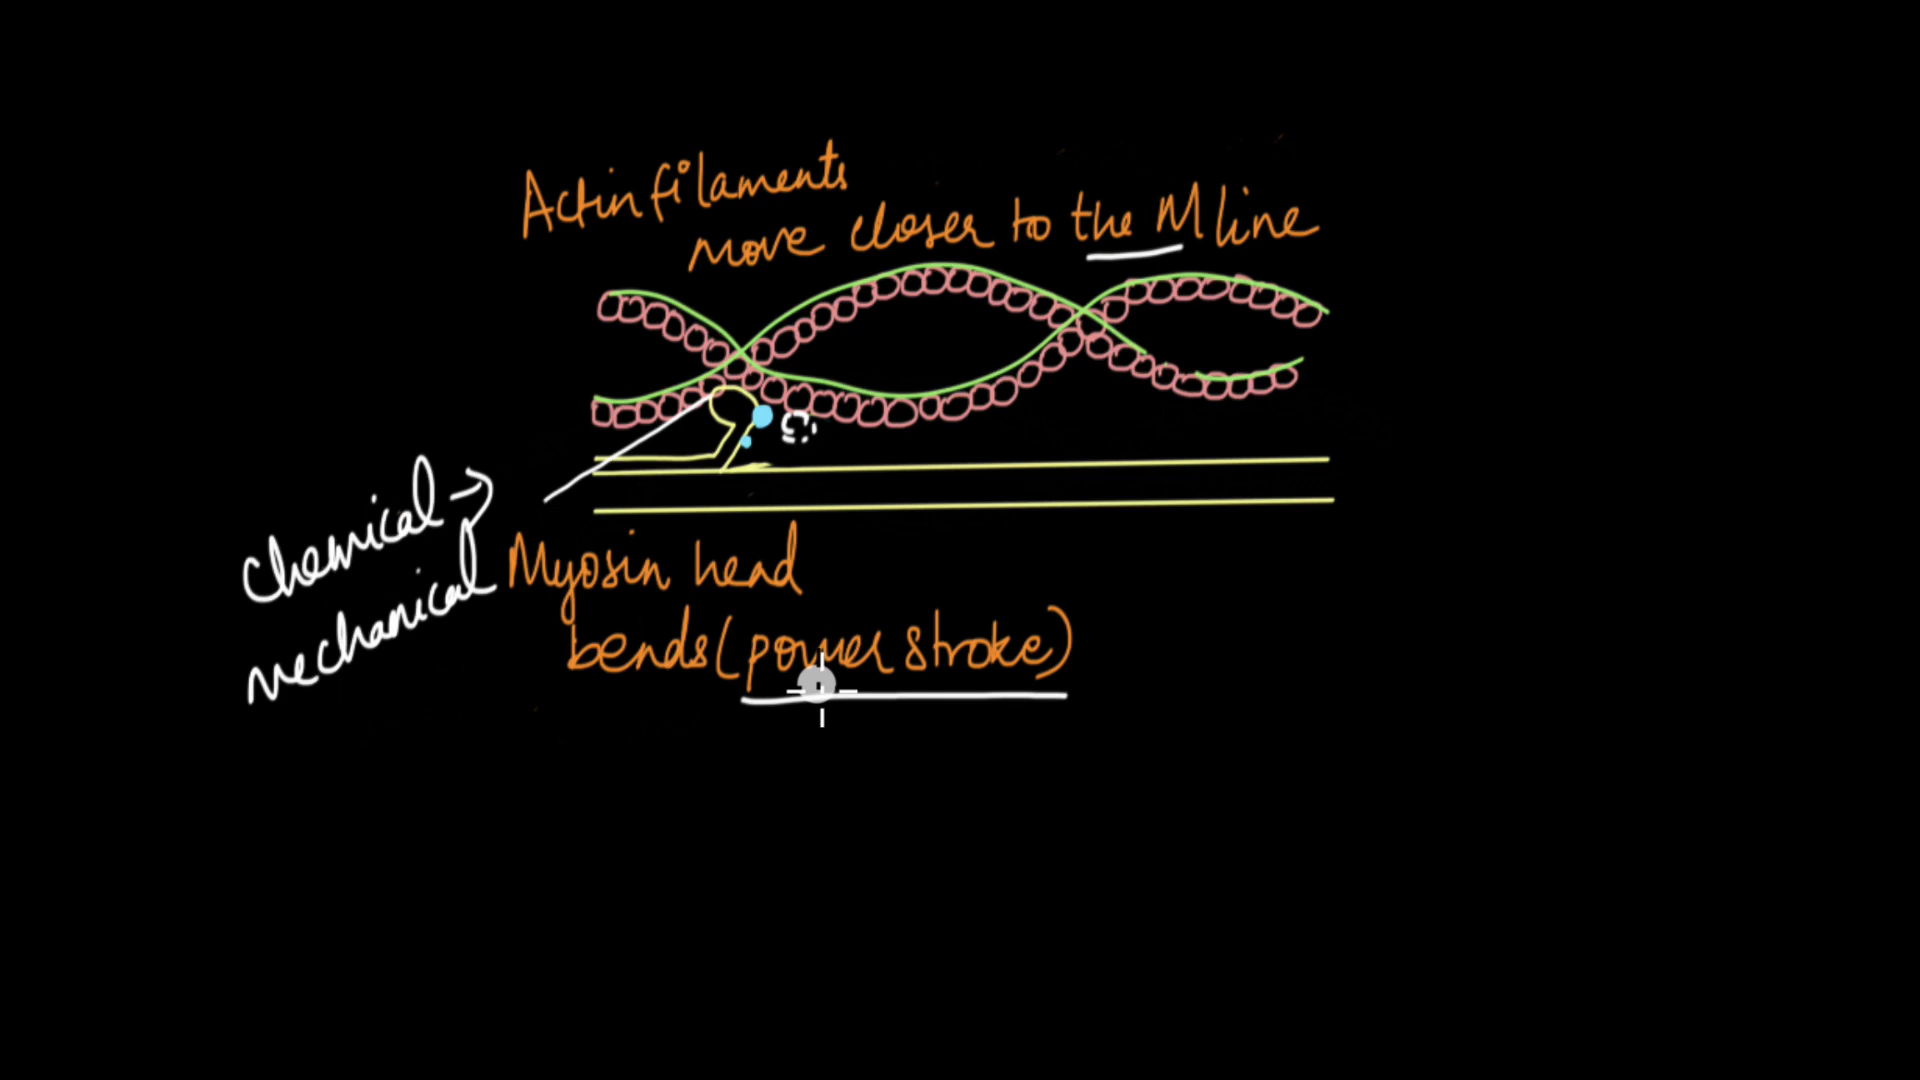 Actin filaments
move closer to the M line
Chemical →
mechanical
Myosin head
bends (power stroke)